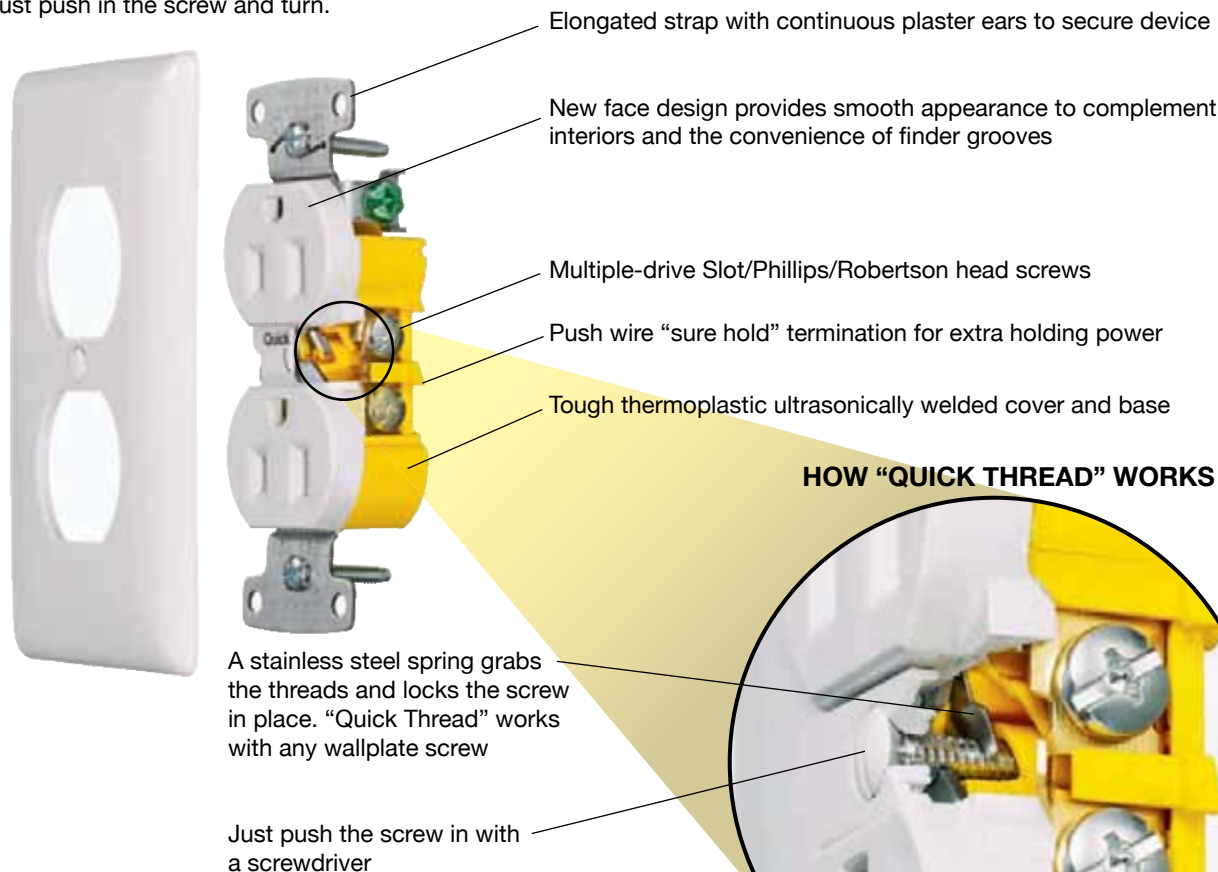 ust push in the screw and turn.
Elongated strap with continuous plaster ears to secure device
New face design provides smooth appearance to complement
interiors and the convenience of finder grooves
Multiple-drive Slot/Phillips/Robertson head screws
Quick
Push wire “sure hold” termination for extra holding power
Tough thermoplastic ultrasonically welded cover and base
HOW “QUICK THREAD” WORKS
A stainless steel spring grabs
the threads and locks the screw
in place. “Quick Thread” works
with any wallplate screw
Just push the screw in with
a screwdriver